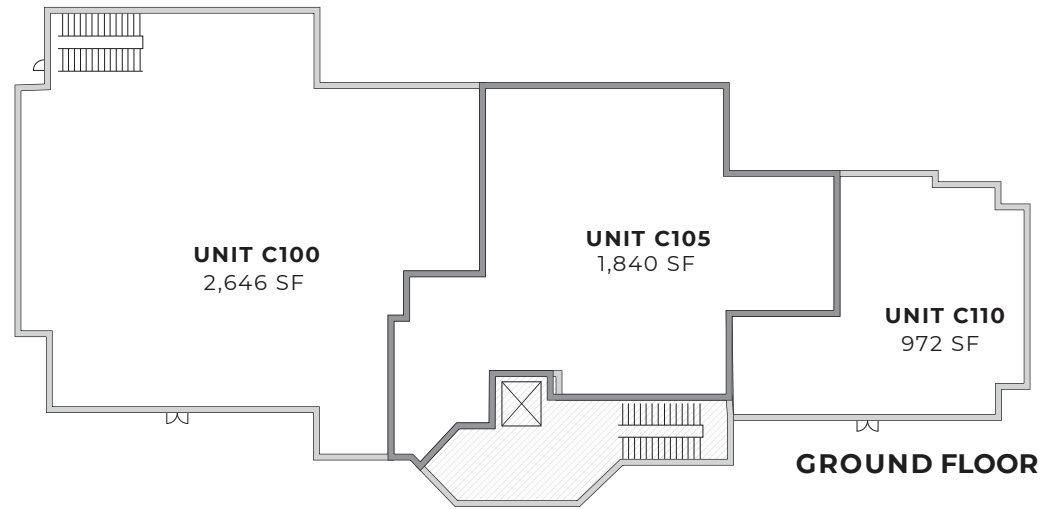 UNIT C100
2,646 SF
UNIT C105
1,840 SF
UNIT C110
972 SF
GROUND FLOOR